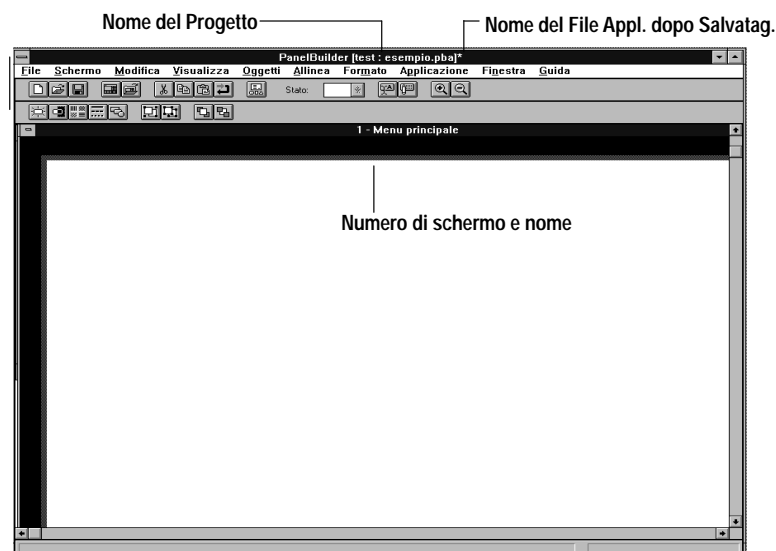 Nome del Progetto
Nome del File Appl. dopo Salvatag.
PanelBuilder [test : esempio.pba]*
File Schermo Modifica Visualizza Oggetti Allinea Formato Applicazione Finestra Guida
Stato:
1 - Menu principale
Numero di schermo e nome